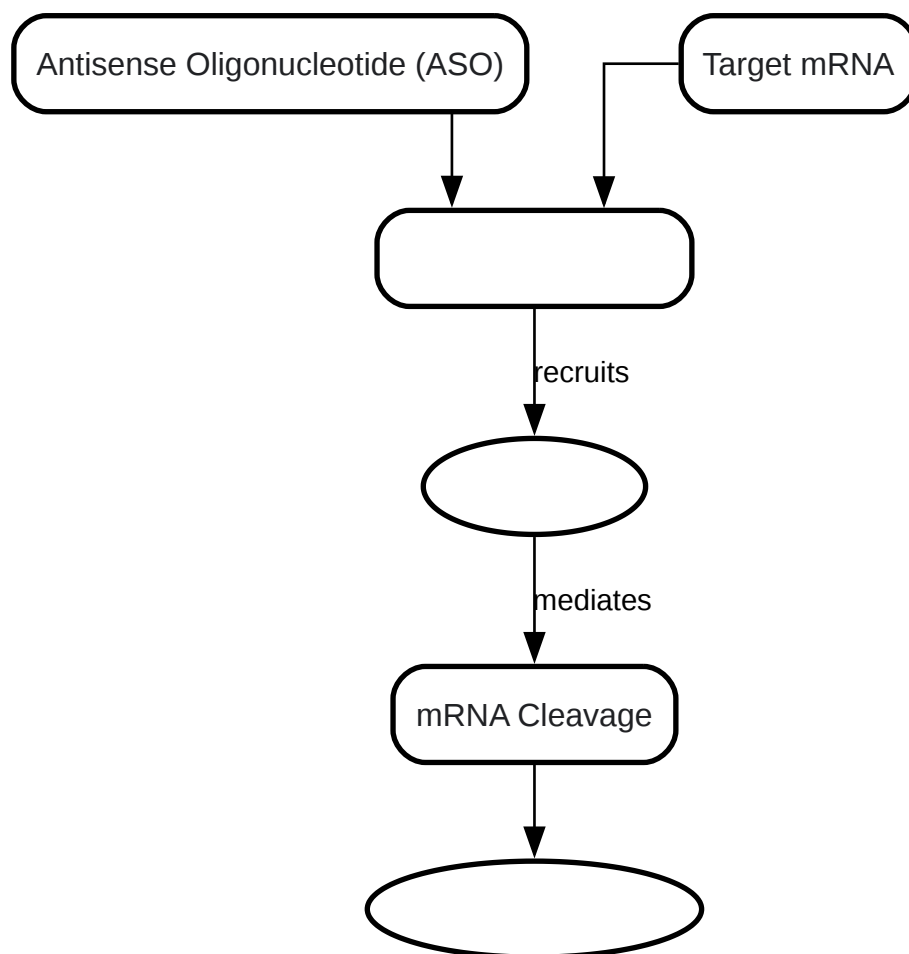 Antisense Oligonucleotide (ASO)
Target mRNA
recruits
mediates
mRNA Cleavage